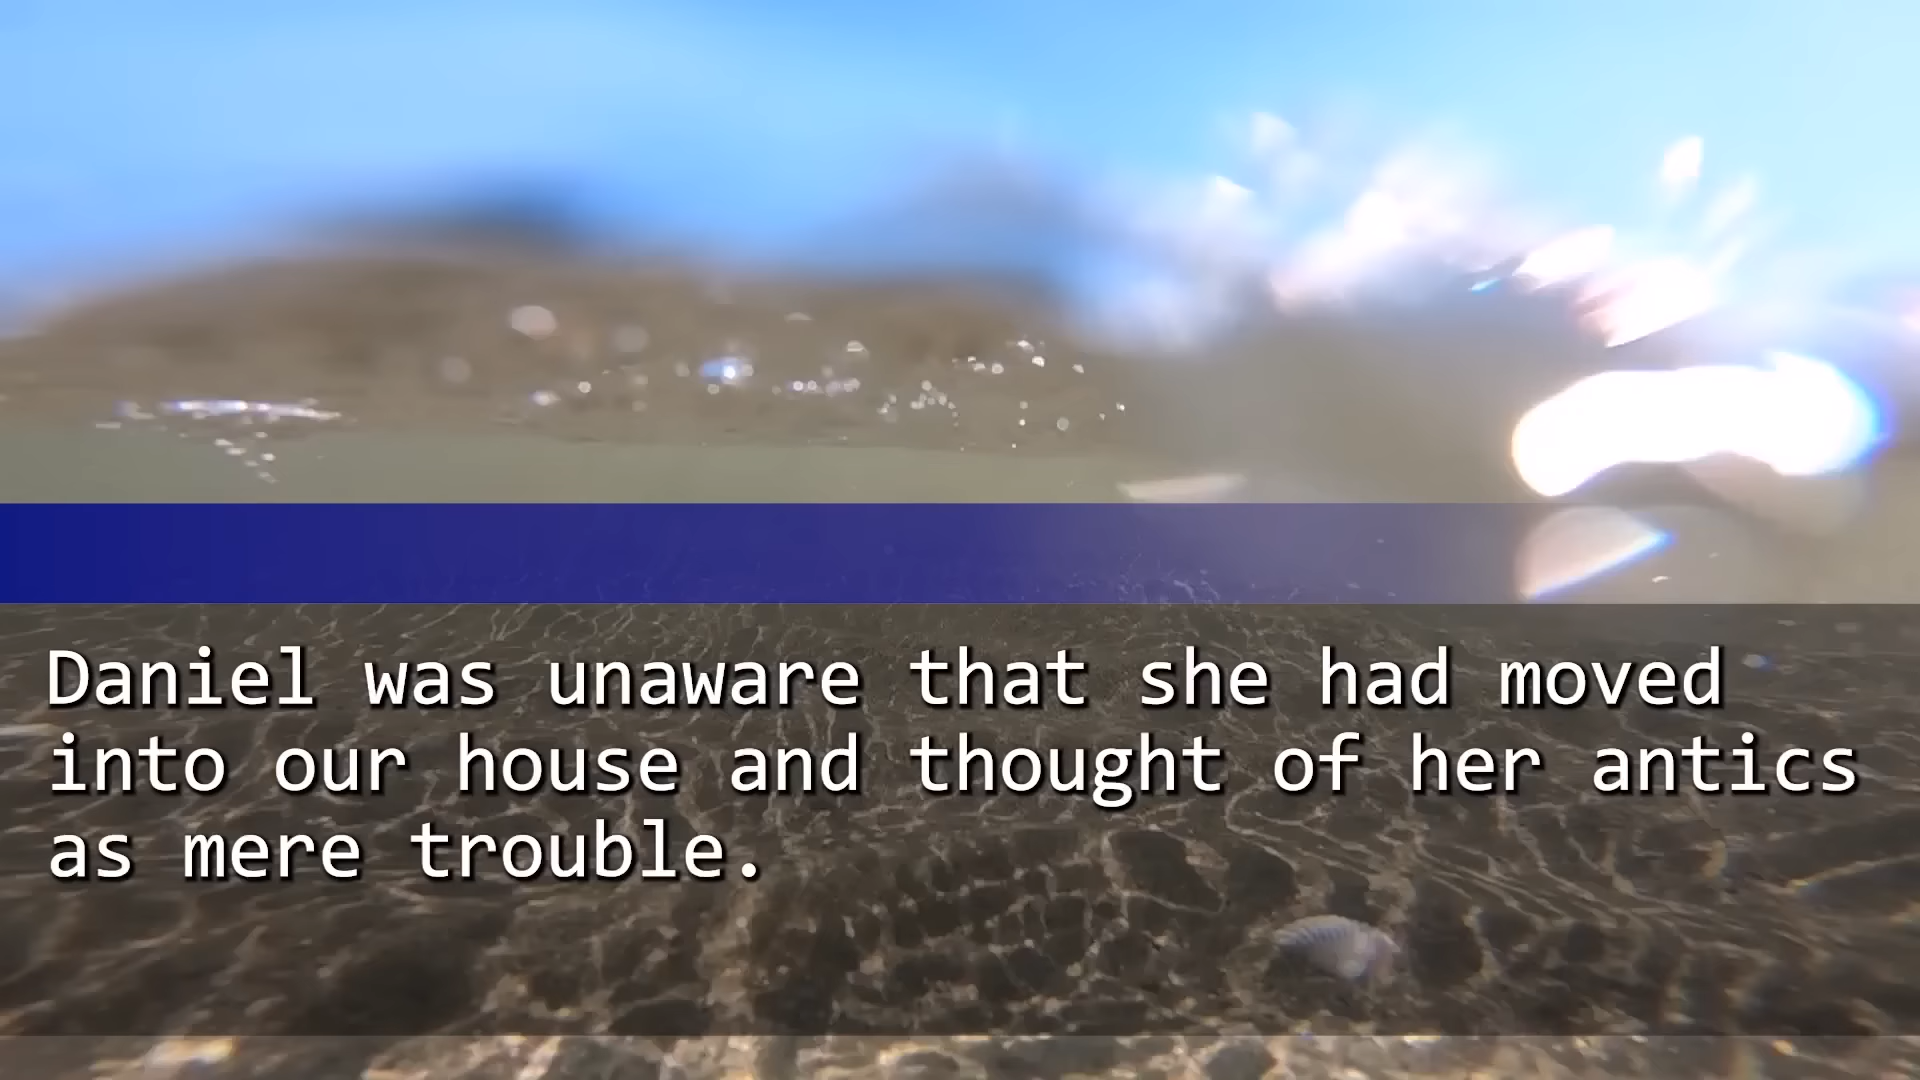 Daniel was unaware that she had moved
into our house and thought of her antics
as mere trouble.